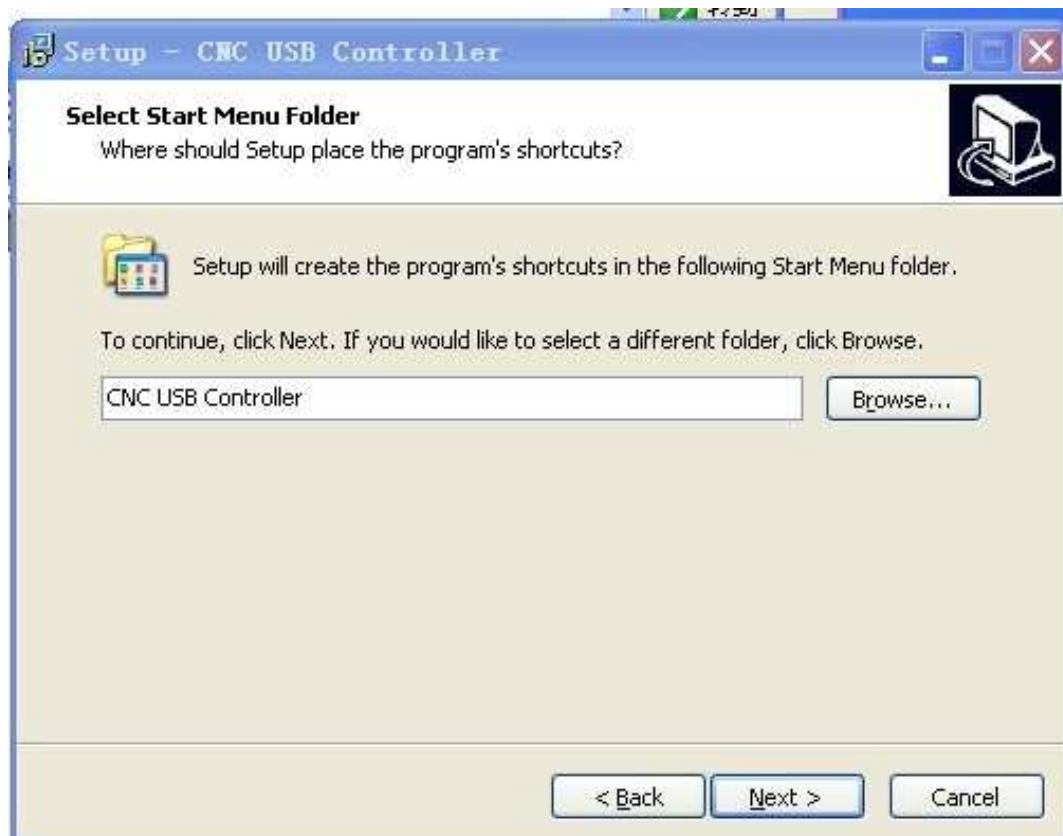 Setup - CNC USB Controller
Select Start Menu Folder
Where should Setup place the program's shortcuts?
Setup will create the program's shortcuts in the following Start Menu folder.
To continue, click Next. If you would like to select a different folder, click Browse.
CNC USB Controller
Browse...
< Back
Next >
Cancel